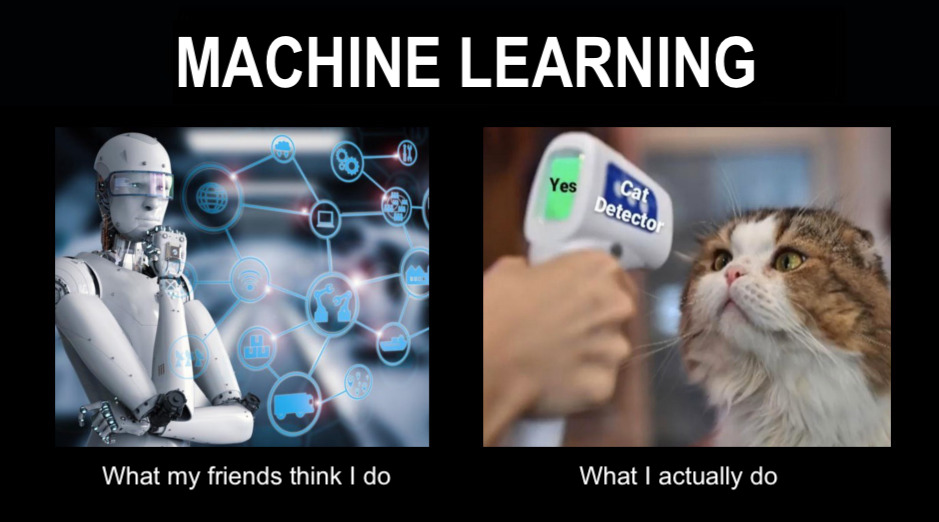 MACHINE LEARNING
Yes
Cat
Detector
What my friends think I do
What I actually do